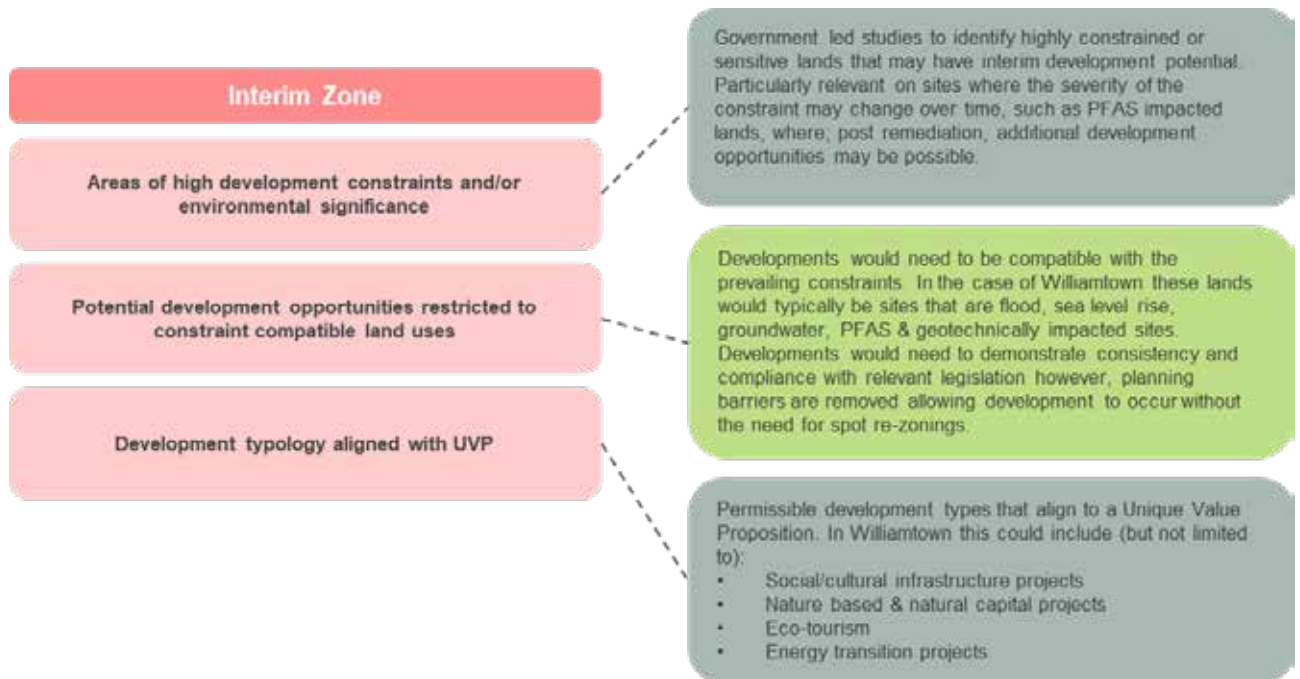 Interim Zone
Areas of high development constraints and/or
environmental significance
Potential development opportunities restricted to
constraint compatible land uses
Development typology aligned with UVP
Government led studies to identify highly constrained or
sensitive lands that may have interim development potential.
Particularly relevant on sites where the severity of the
constraint may change over time, such as PFAS impacted
lands, where; post remediation, additional development
opportunities may be possible.
Developments would need to be compatible with the
prevailing constraints. In the case of Williamtown these lands
would typically be sites that are flood, sea level rise,
groundwater, PFAS & geotechnically impacted sites.
Developments would need to demonstrate consistency and
compliance with relevant legislation however, planning
barriers are removed allowing development to occur without
the need for spot re-zonings.
Permissible development types that align to a Unique Value
Proposition. In Williamtown this could include (but not limited
to):
• Social/cultural infrastructure projects
• Nature based & natural capital projects
• Eco-tourism
• Energy transition projects